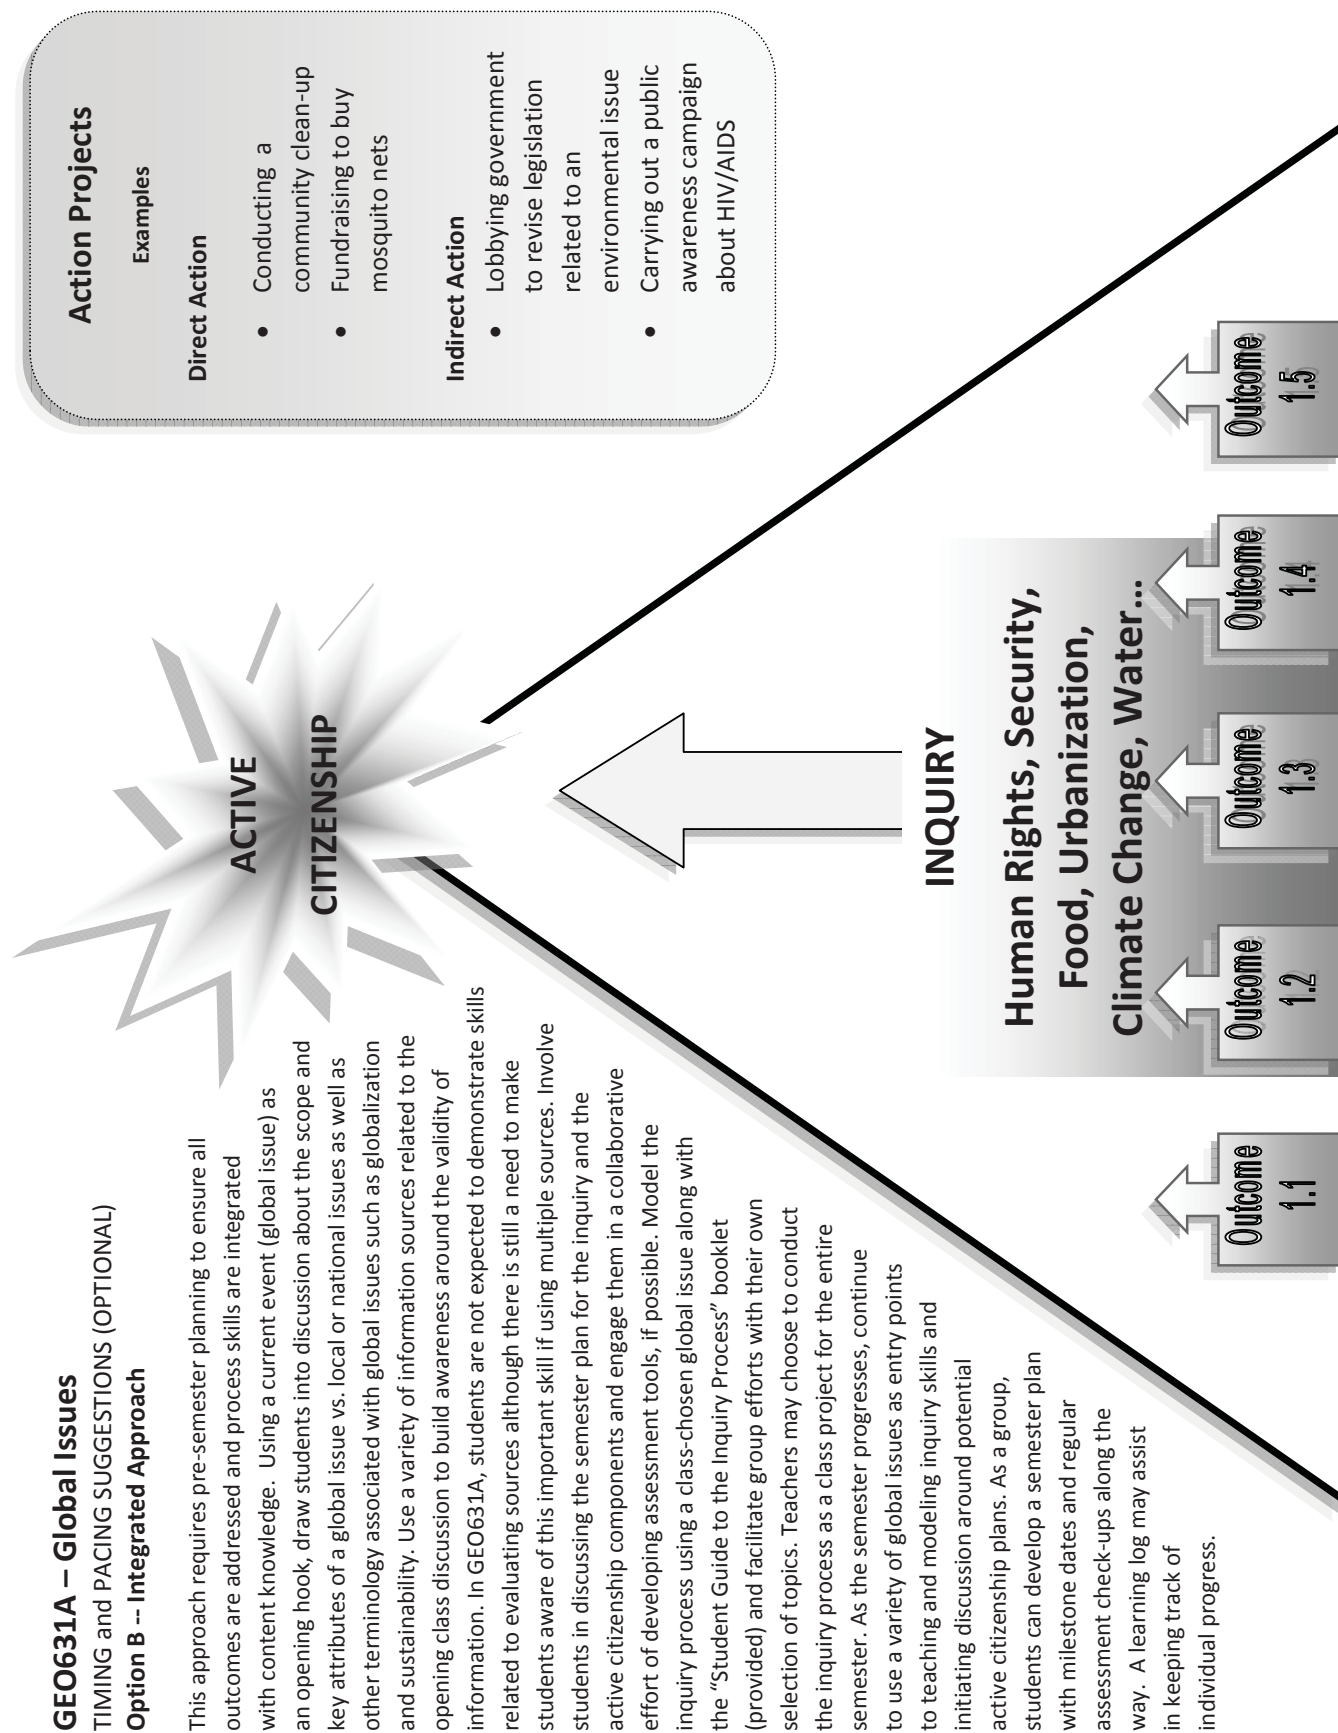 GEO631A – Global Issues
TIMING and PACING SUGGESTIONS (OPTIONAL)
Option B -- Integrated Approach
This approach requires pre-semester planning to ensure all
outcomes are addressed and process skills are integrated
with content knowledge.  Using a current event (global issue) as
an opening hook, draw students into discussion about the scope and
key attributes of a global issue vs. local or national issues as well as
other terminology associated with global issues such as globalization
and sustainability. Use a variety of information sources related to the
opening class discussion to build awareness around the validity of
information. In GEO631A, students are not expected to demonstrate skills
related to evaluating sources although there is still a need to make
students aware of this important skill if using multiple sources. Involve
students in discussing the semester plan for the inquiry and the
active citizenship components and engage them in a collaborative
effort of developing assessment tools, if possible. Model the
inquiry process using a class-chosen global issue along with
the “Student Guide to the Inquiry Process” booklet
(provided) and facilitate group efforts with their own
selection of topics. Teachers may choose to conduct
the inquiry process as a class project for the entire
semester. As the semester progresses, continue
to use a variety of global issues as entry points
to teaching and modeling inquiry skills and
initiating discussion around potential
active citizenship plans. As a group,
students can develop a semester plan
with milestone dates and regular
assessment check-ups along the
way.  A learning log may assist
in keeping track of
individual progress.
ACTIVE
CITIZENSHIP
Action Projects
Examples
Direct Action
• Conducting  a
community clean-up
• Fundraising to buy
mosquito nets
Indirect Action
• Lobbying government
to revise legislation
related to an
environmental issue
• Carrying out a public
awareness campaign
about HIV/AIDS
INQUIRY
Human Rights, Security,
Food, Urbanization,
Climate Change, Water...
Outcome
1.1
Outcome
1.2
Outcome
1.3
Outcome
1.4
Outcome
1.5